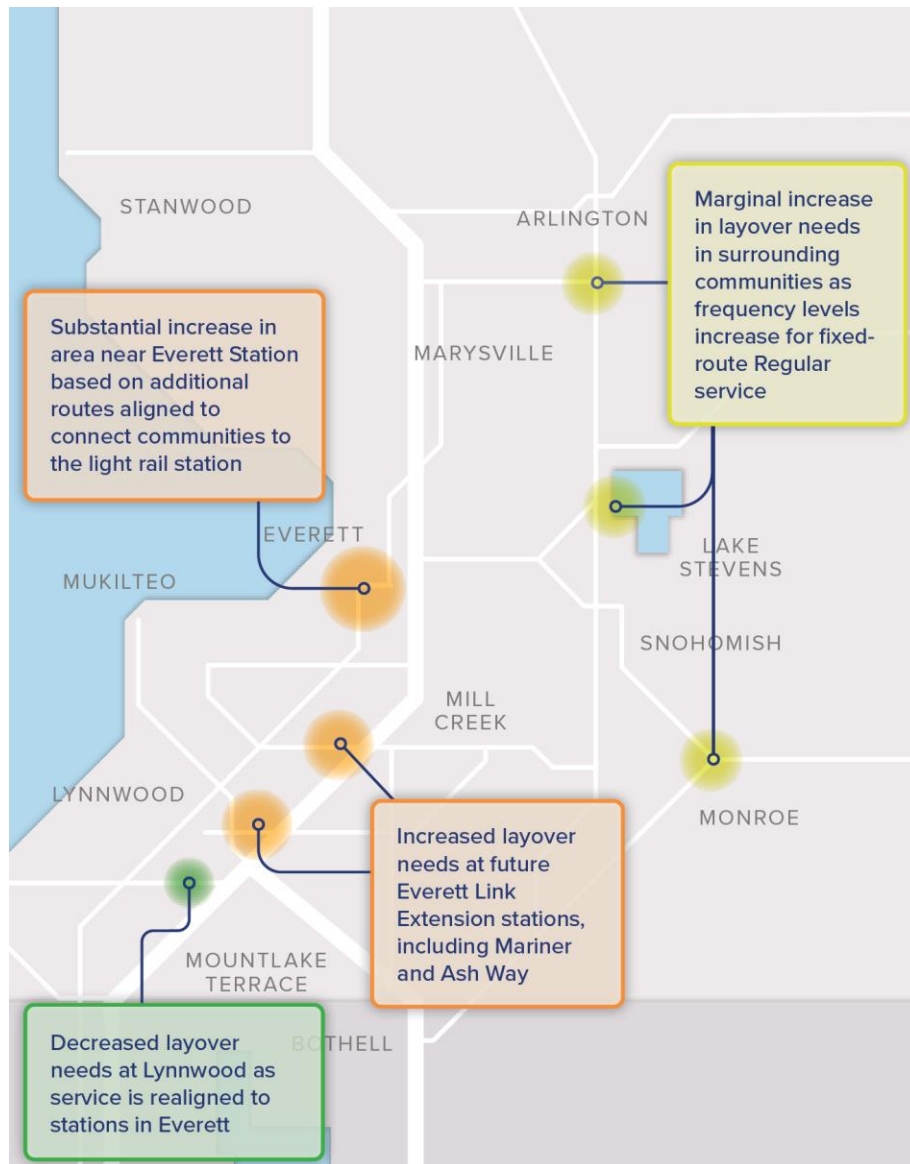 STANWOOD
ARLINGTON
Marginal increase
in layover needs
in surrounding
communities as
frequency levels
increase for fixed-
route Regular
service
Substantial increase in
area near Everett Station
based on additional
routes aligned to
connect communities to
the light rail station
MARYSVILLE
EVERETT
MUKILTEO
LAKE
STEVENS
SNOHOMISH
MILL
CREEK
LYNNWOOD
MONROE
Increased layover
needs at future
Everett Link
Extension stations,
including Mariner
and Ash Way
MOUNTLAKE
TERRACE
BOTHELL
Decreased layover
needs at Lynnwood as
service is realigned to
stations in Everett